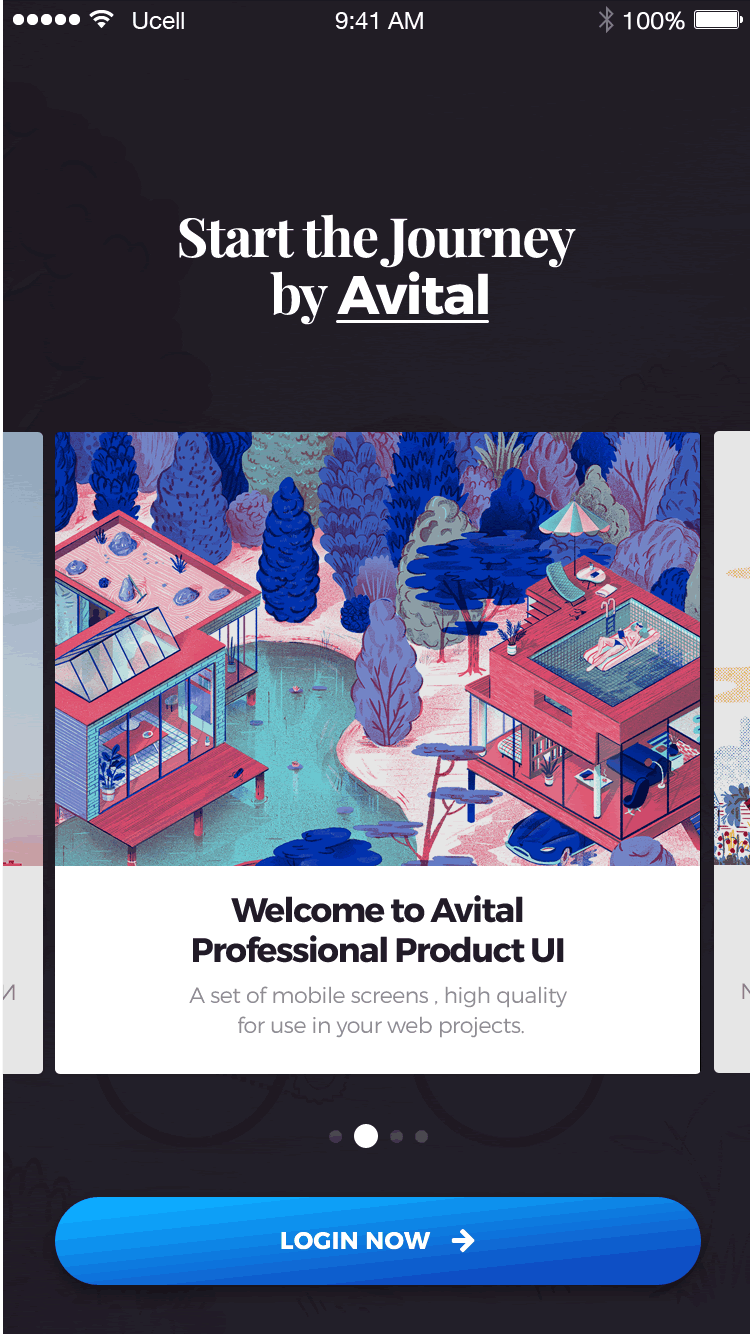 Ucell
9:41 AM
100%
Start the Journey
by Avital
Welcome to Avital
Professional Product UI
A set of mobile screens , high quality
for use in your web projects.
LOGIN NOW